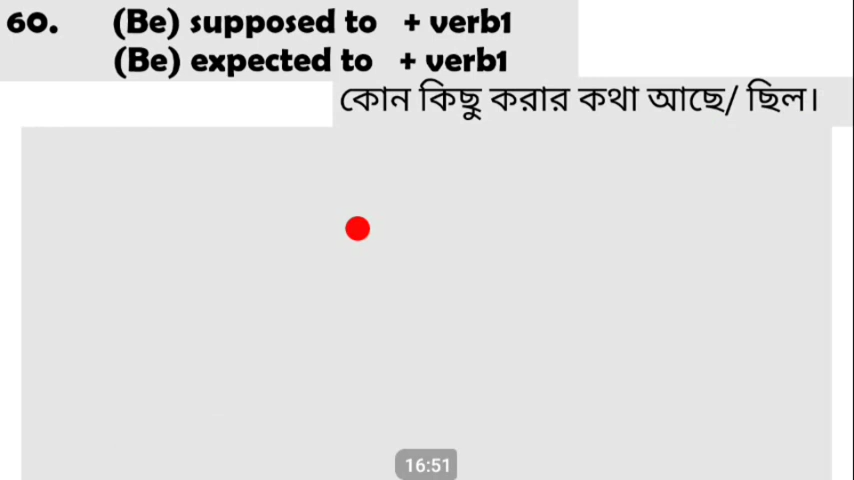 60. (Be) supposed to + verb1
(Be) expected to + verb1
কোন কিছু করার কথা আছে/ ছিল।
16:51